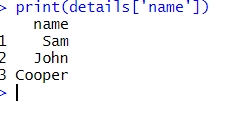 > print(details['name'])
name
1 Sam
2 John
3 Cooper
>